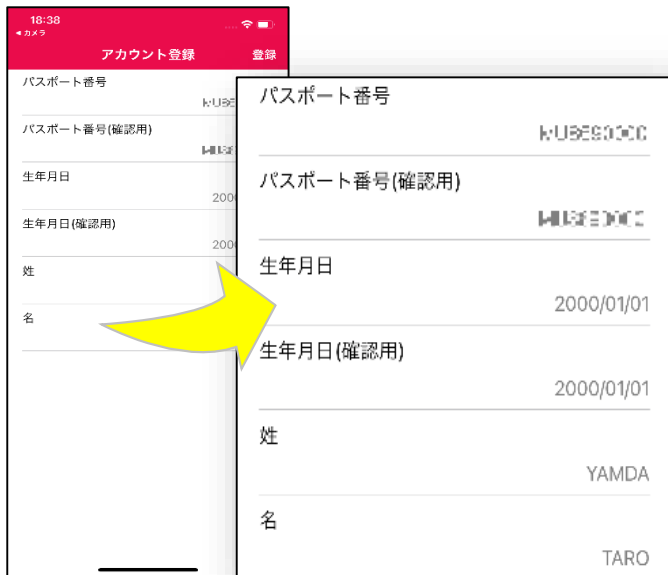 18:38
◀ カメラ
アカウント登録
登録
パスポート番号
パスポート番号(確認用)
生年月日
2000
生年月日(確認用)
2000
姓
名
パスポート番号
パスポート番号(確認用)
生年月日
2000/01/01
生年月日(確認用)
2000/01/01
姓
YAMDA
名
TARO